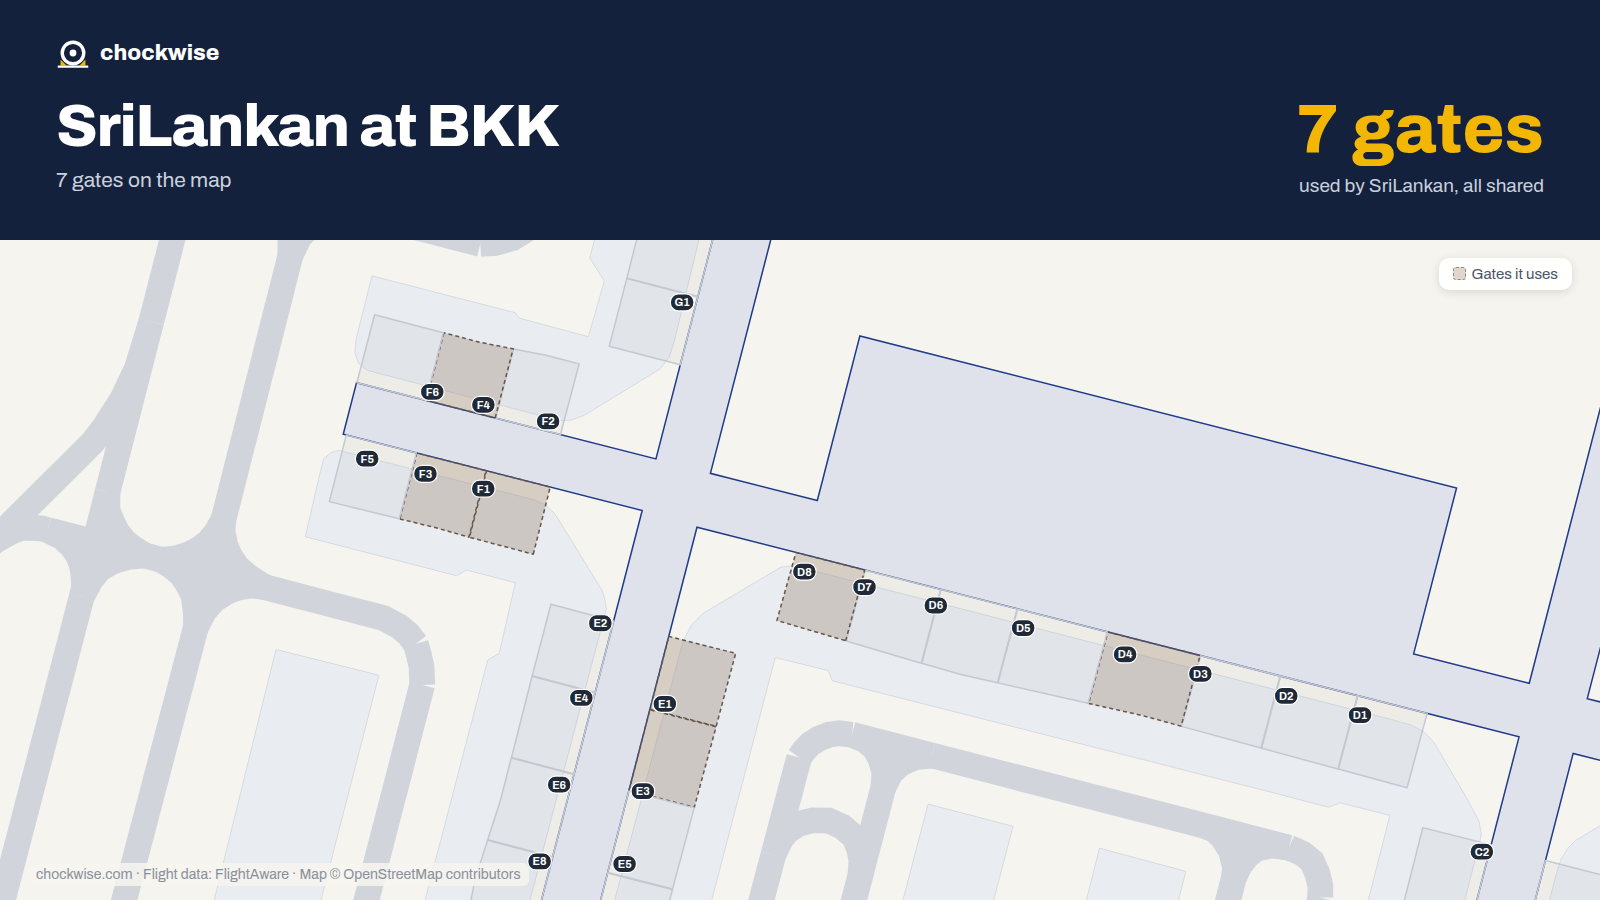 chockwise
SriLankan at BKK
7 gates on the map
7 gates
used by SriLankan, all shared
Gates it uses
G1
F6
F4
F2
F5
F3
F1
D8
D7
D6
D5
D4
D3
D2
D1
E2
E4
E1
E6
E3
E8
E5
C2
chockwise.com · Flight data: FlightAware · Map © OpenStreetMap contributors